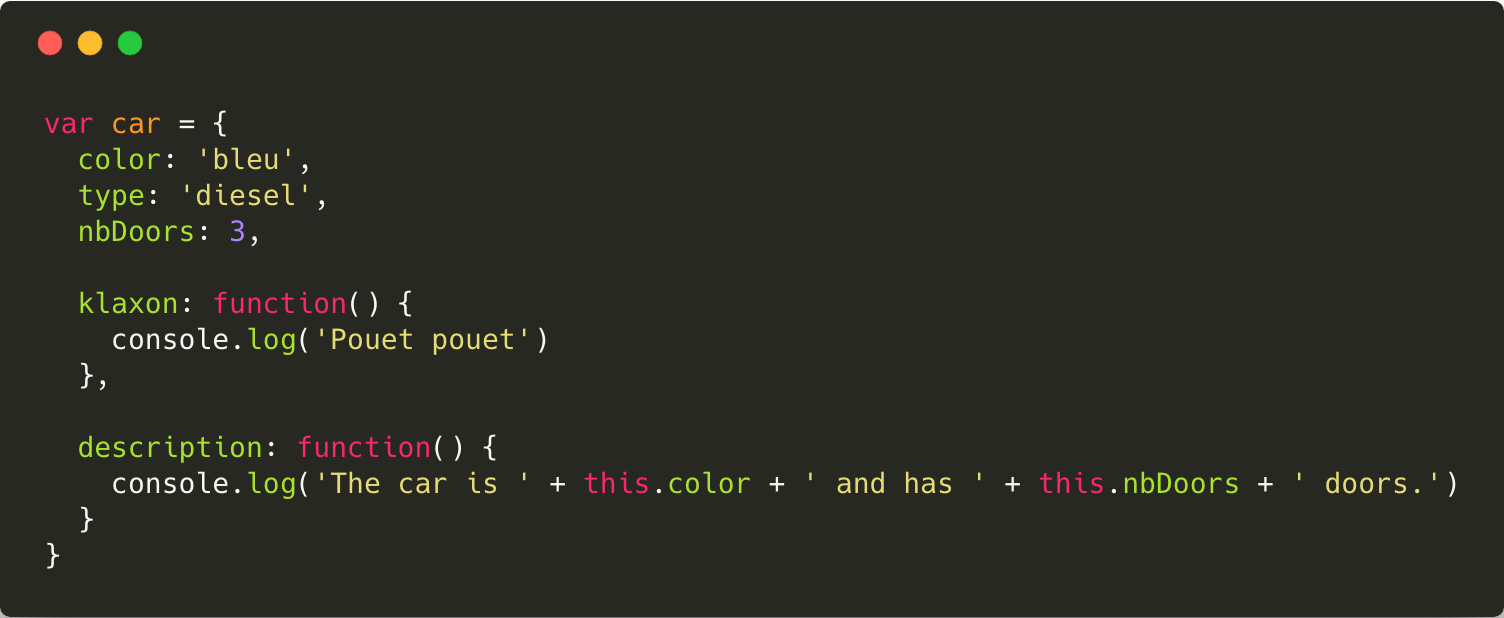 var car = {
  color: 'bleu',
  type: 'diesel',
  nbDoors: 3,

  klaxon: function() {
    console.log('Pouet pouet')
  },

  description: function() {
    console.log('The car is ' + this.color + ' and has ' + this.nbDoors + ' doors.')
  }
}